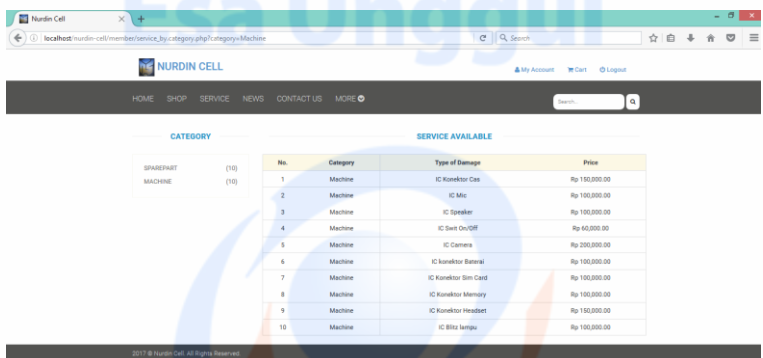 Esa Unggul
Nurdin Cell
localhost/nurdin-cell/member/service_by.category.php?category=Machine
Search
NURDIN CELL
My Account Cart Logout
HOME SHOP SERVICE NEWS CONTACT US MORE
Search..
CATEGORY
SPAREPART (10)
MACHINE (10)
SERVICE AVAILABLE
No. Category Type of Damage Price
1 Machine IC Konektor Cas Rp 150,000.00
2 Machine IC Mic Rp 100,000.00
3 Machine IC Speaker Rp 100,000.00
4 Machine IC Swit On/Off Rp 60,000.00
5 Machine IC Camera Rp 200,000.00
6 Machine IC konektor Baterai Rp 100,000.00
7 Machine IC Konektor Sim Card Rp 100,000.00
8 Machine IC Konektor Memory Rp 100,000.00
9 Machine IC Konektor Headset Rp 150,000.00
10 Machine IC Blitz lampu Rp 100,000.00
2017 © Nurdin Cell. All Rights Reserved.